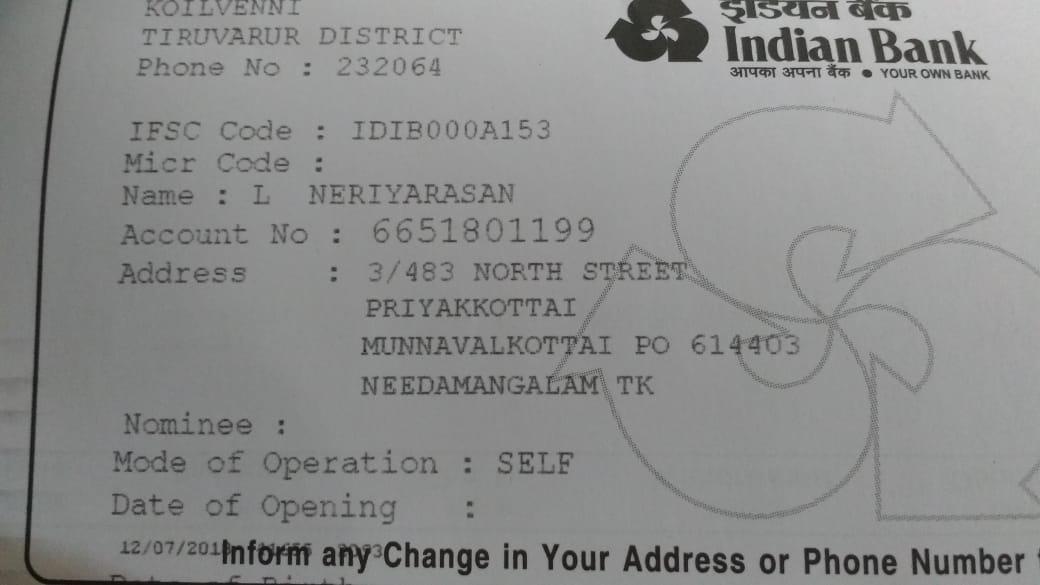 KOILVENNI
TIRUVARUR DISTRICT
Phone No : 232064
इंडियन बैंक
Indian Bank
आपका अपना बैंक ● YOUR OWN BANK
IFSC Code : IDIB000A153
Micr Code :
Name : L NERIYARASAN
Account No : 6651801199
Address : 3/483 NORTH STREET
PRIYAKKOTTAI
MUNNAVALKOTTAI PO 614403
NEEDAMANGALAM TK
Nominee :
Mode of Operation : SELF
Date of Opening :
Inform any Change in Your Address or Phone Number